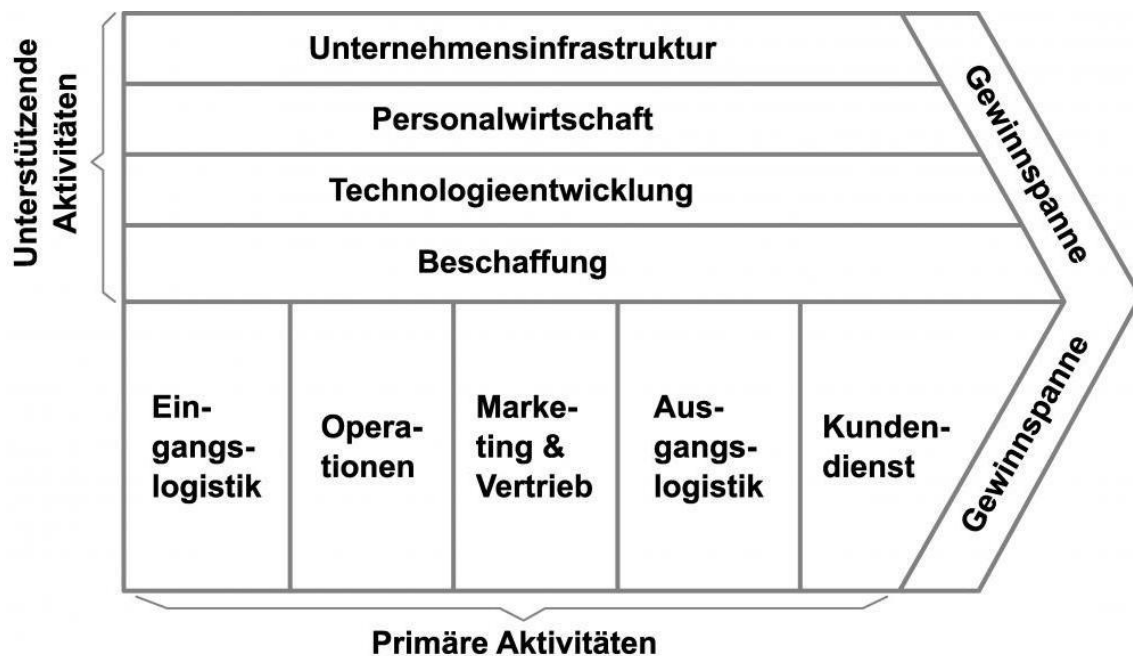 Unterstützende
Aktivitäten
Unternehmensinfrastruktur
Personalwirtschaft
Technologieentwicklung
Beschaffung
Gewinnspanne
Ein-
gangs-
logistik
Opera-
tionen
Marke-
ting &
Vertrieb
Aus-
gangs-
logistik
Kunden-
dienst
Gewinnspanne
Primäre Aktivitäten